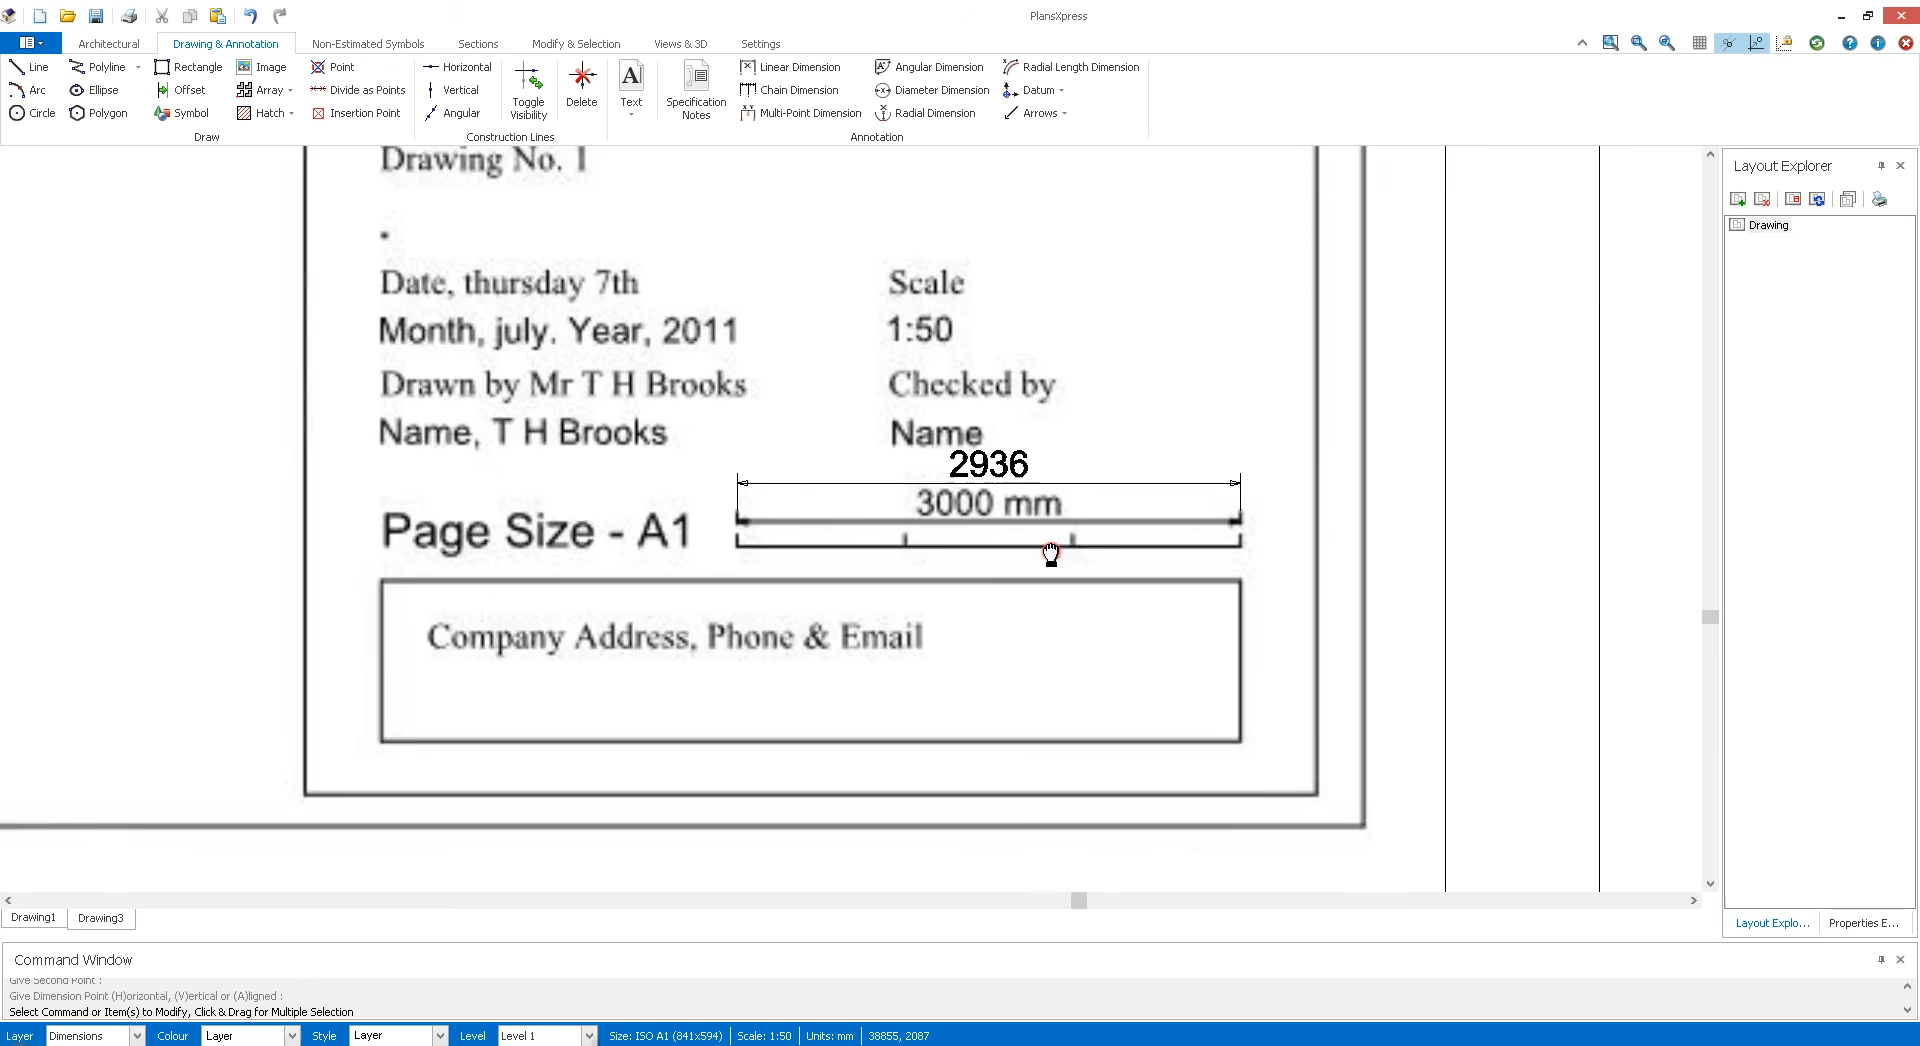 PlansXpress
Architectural
Drawing & Annotation
Non-Estimated Symbols
Sections
Modify & Selection
Views & 3D
Settings
Line
Polyline
Rectangle
Image
Point
Horizontal
Linear Dimension
Angular Dimension
Radial Length Dimension
Arc
Ellipse
Offset
Array
Divide as Points
Vertical
Chain Dimension
Diameter Dimension
Datum
Circle
Polygon
Symbol
Hatch
Insertion Point
Angular
Toggle
Visibility
Delete
Text
Specification
Notes
Multi-Point Dimension
Radial Dimension
Arrows
Draw
Construction Lines
Annotation
Drawing No. 1
.
Date, thursday 7th
Scale
Month, july. Year, 2011
1:50
Drawn by Mr T H Brooks
Checked by
Name, T H Brooks
Name
2936
3000 mm
Page Size - A1
Company Address, Phone & Email
Layout Explorer
Drawing
Layout Explo...
Properties E...
Drawing1
Drawing3
Command Window
Give Second Point :
Give Dimension Point (H)orizontal, (V)ertical or (A)ligned :
Select Command or Item(s) to Modify, Click & Drag for Multiple Selection
Layer
Dimensions
Colour
Layer
Style
Layer
Level
Level 1
Size: ISO A1 (841x594)
Scale: 1:50
Units: mm
38855, 2087